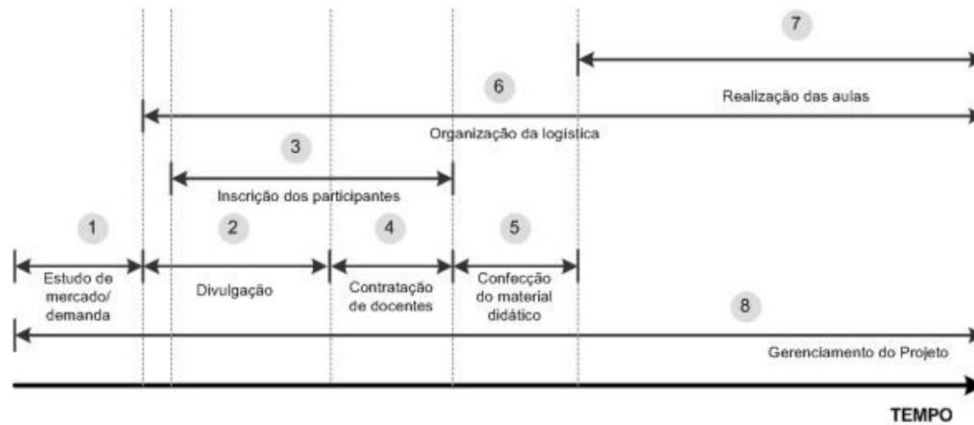 7
Realização das aulas
6
Organização da logística
3
Inscrição dos participantes
1
2
4
5
Estudo de
mercado/
demanda
Divulgação
Contratação
de docentes
Confecção
do material
didático
8
Gerenciamento do Projeto
TEMPO